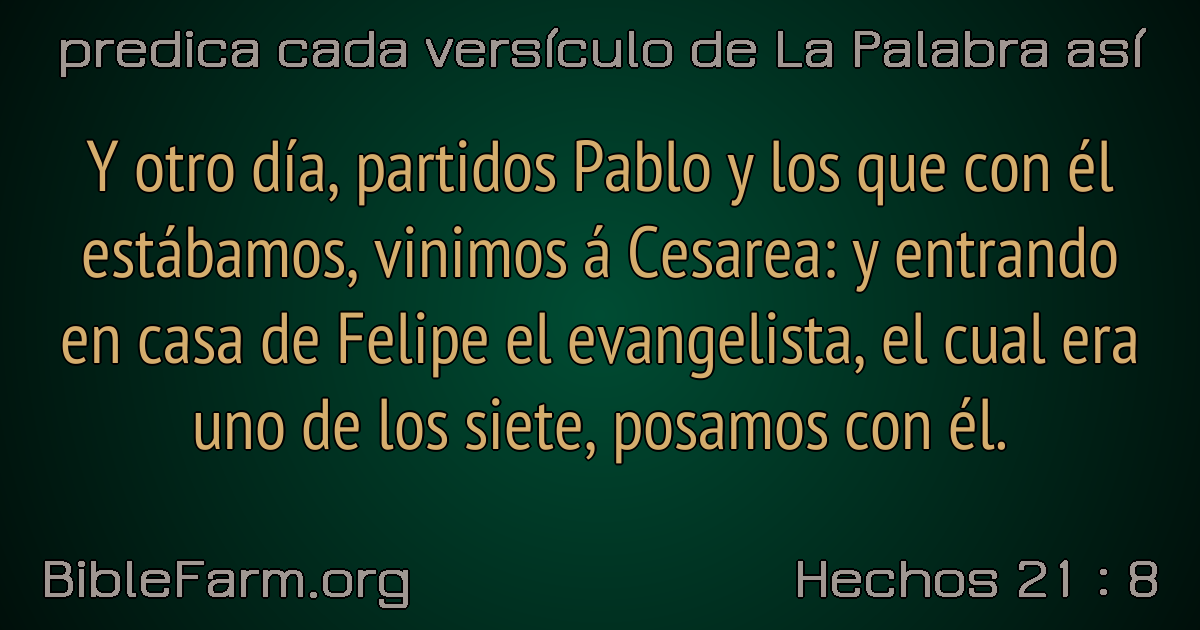 predica cada versículo de La Palabra así
Y otro día, partidos Pablo y los que con él
estábamos, vinimos á Cesarea: y entrando
en casa de Felipe el evangelista, el cual era
uno de los siete, posamos con él.
BibleFarm.org
Hechos 21 : 8